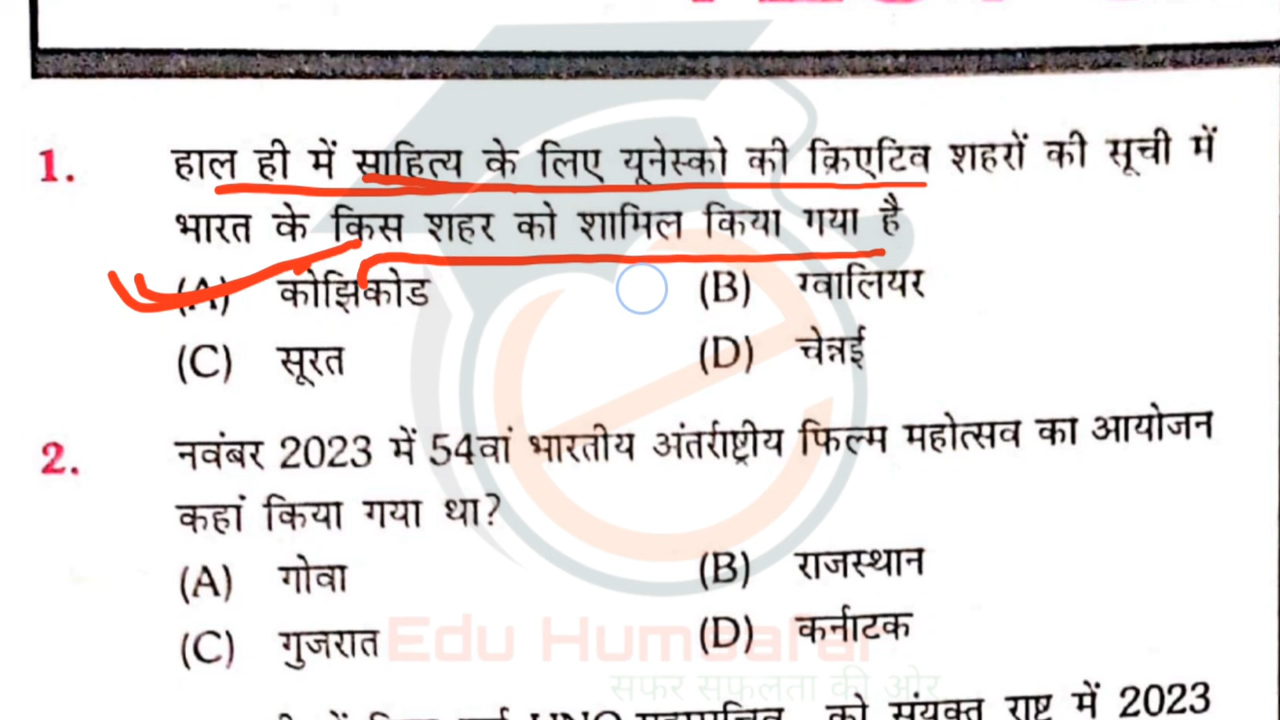 1. हाल ही में साहित्य के लिए यूनेस्को की क्रिएटिव शहरों की सूची में
भारत के किस शहर को शामिल किया गया है
(A) कोझिकोड (B) ग्वालियर
(C) सूरत (D) चेन्नई
2. नवंबर 2023 में 54वां भारतीय अंतर्राष्ट्रीय फिल्म महोत्सव का आयोजन
कहां किया गया था?
(A) गोवा (B) राजस्थान
(C) गुजरात (D) कर्नाटक
Edu Humsafar
सफर सफलता की ओर
को संयुक्त राष्ट्र में 2023